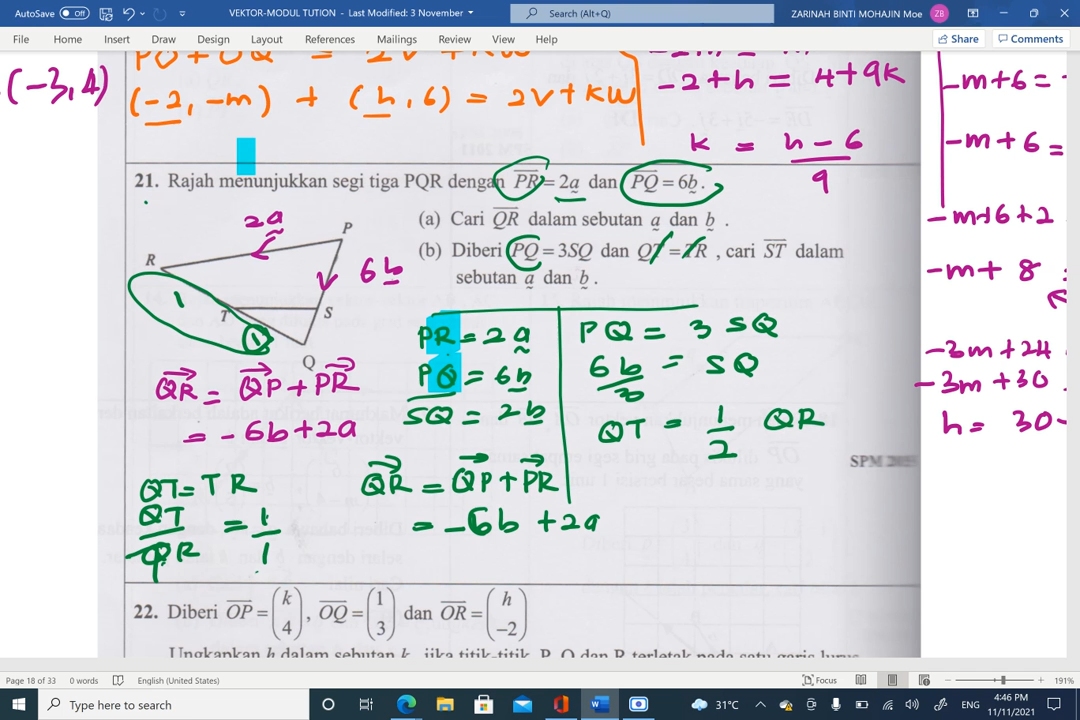 AutoSave Off VEKTOR-MODUL TUTION - Last Modified: 3 November Search (Alt+Q) ZARINAH BINTI MOHAJIN Moe ZB
File Home Insert Draw Design Layout References Mailings Review View Help Share Comments
(-3,4)
(-2, -m) + (h, 6) = 2v + kw
-2+h = 4+9k
k = h-6
9
-m+6 =
-m+6 =
-m+6+2
-m+8
-3m+24
-3m+30
h = 30-
21. Rajah menunjukkan segi tiga PQR dengan PR = 2a dan PQ = 6b.
(a) Cari QR dalam sebutan a dan b .
(b) Diberi PQ = 3SQ dan QT = TR , cari ST dalam
sebutan a dan b .
2a
P
R
6b
1
T
S
1
Q
QR = QP + PR
= -6b + 2a
QT = TR
QT = 1
1
PR = 2a
PQ = 6b
SQ = 2b
PQ = 3 SQ
6b = SQ
3
QT = 1 QR
2
QR = QP + PR
= -6b + 2a
22. Diberi OP = (k 4), OQ = (1 3) dan OR = (h -2)
Ungkapkan h dalam sebutan k, jika titik-titik P, Q dan R terletak pada satu garis lurus
Page 18 of 33 0 words English (United States) Focus 191%
Type here to search 31°C ENG 4:46 PM
11/11/2021